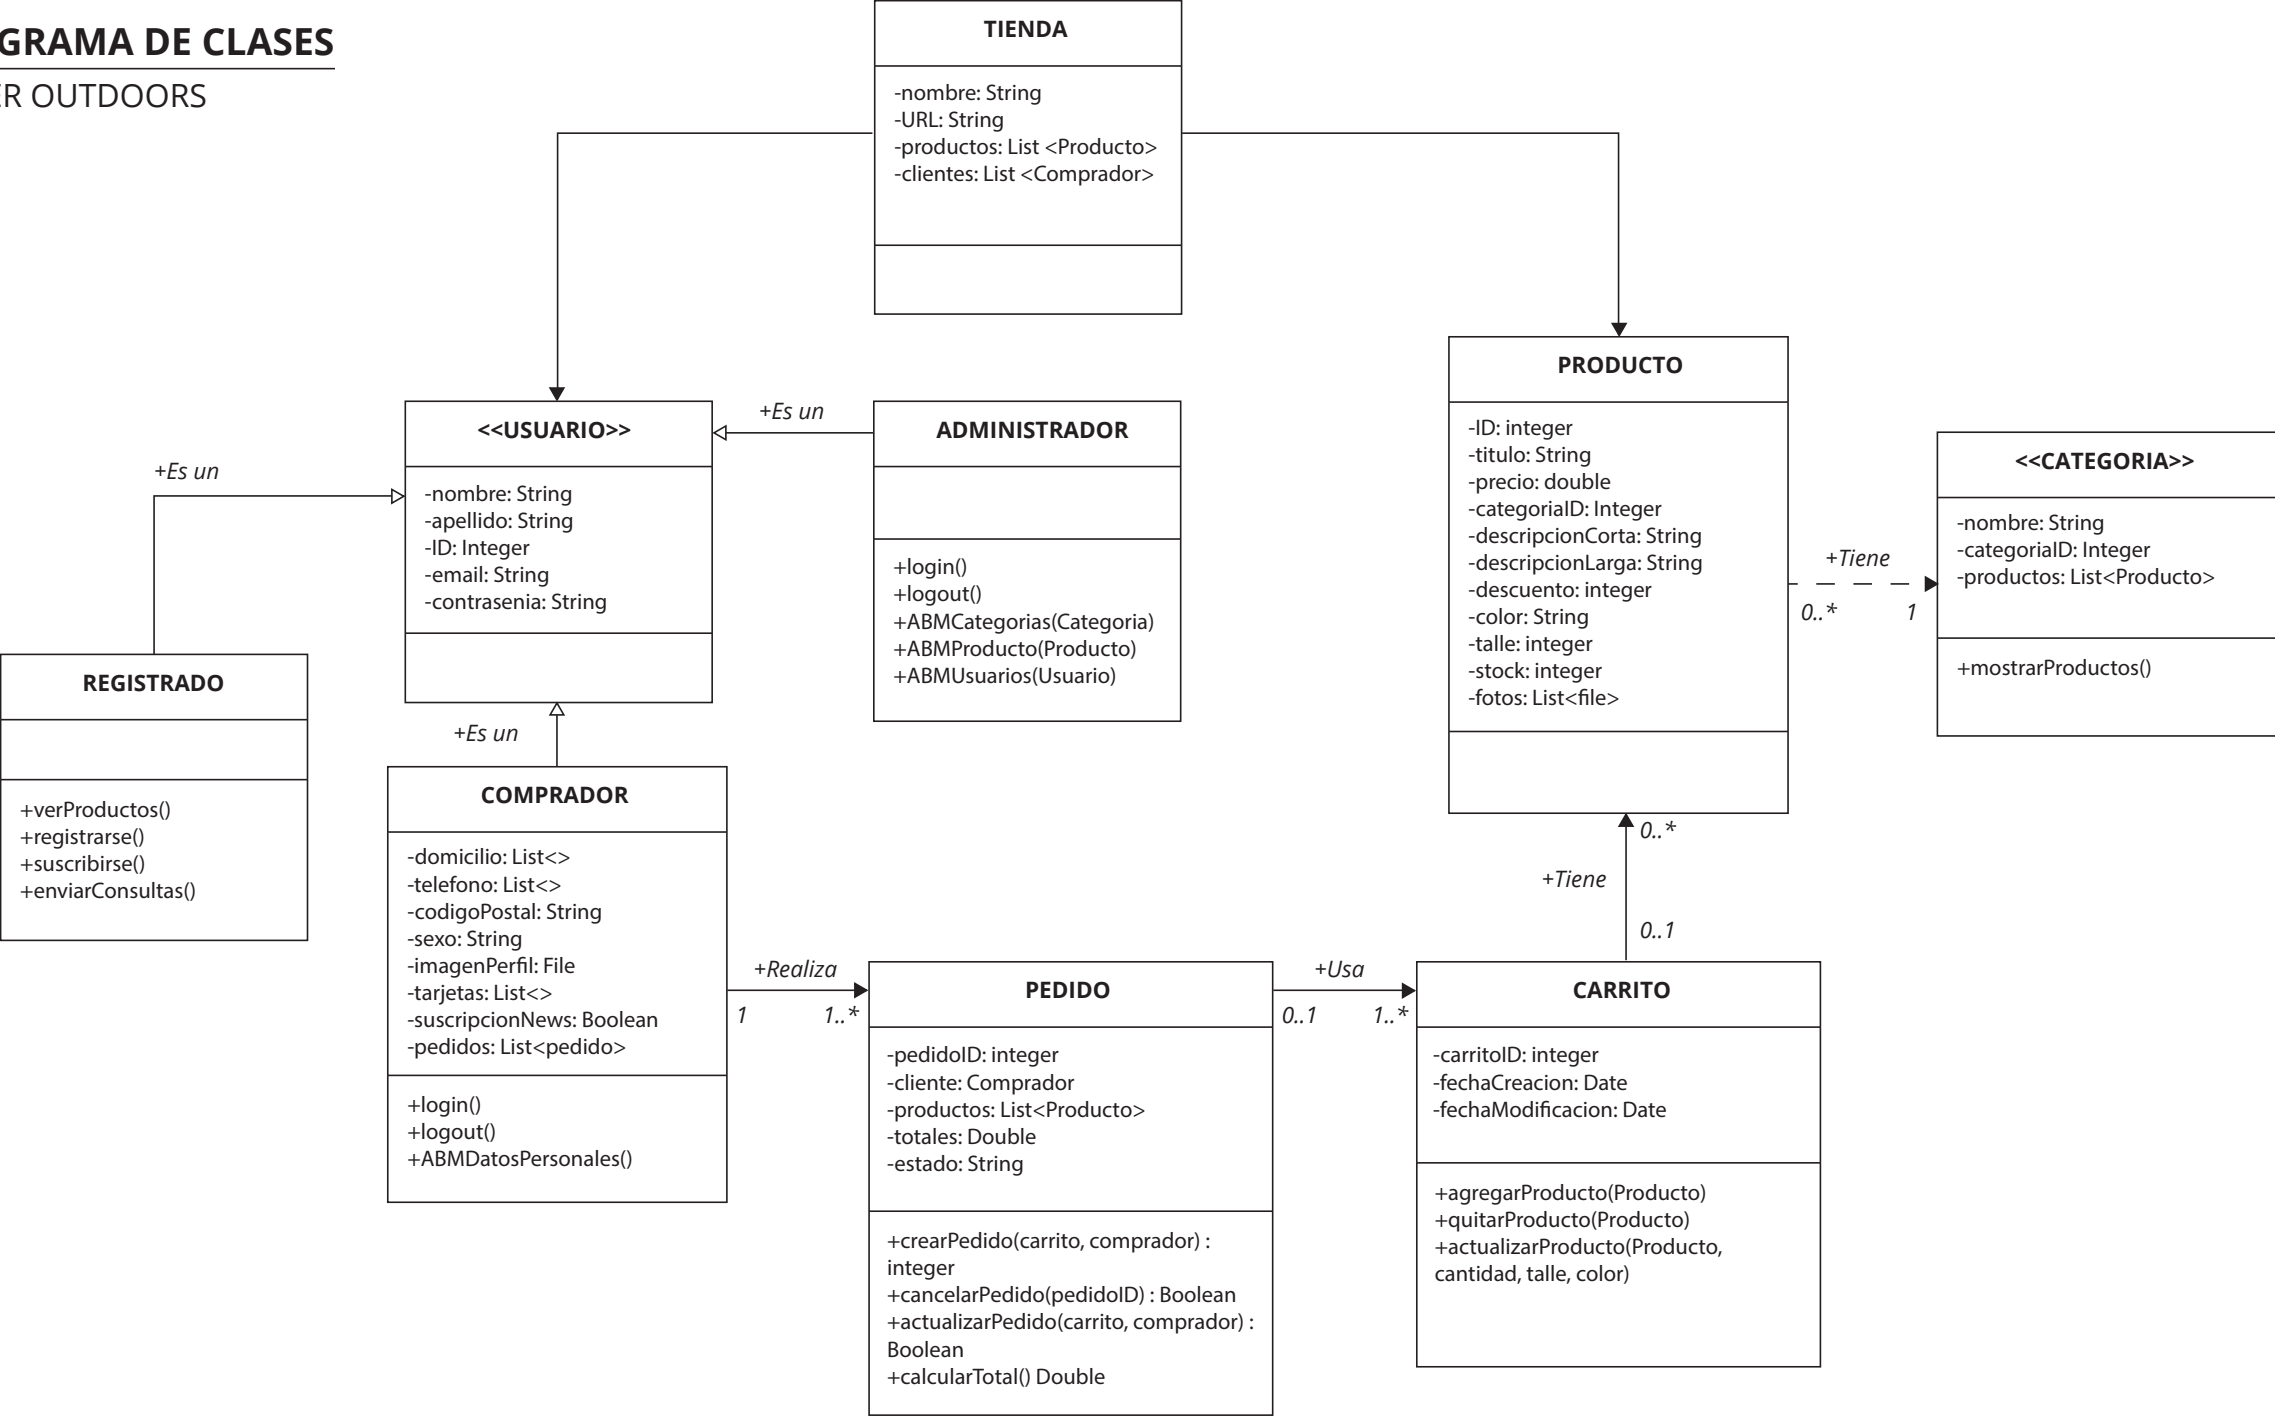 GRAMA DE CLASES
ER OUTDOORS
TIENDA
-nombre: String
-URL: String
-productos: List <Producto>
-clientes: List <Comprador>
<<USUARIO>>
-nombre: String
-apellido: String
-ID: Integer
-email: String
-contrasenia: String
+Es un
ADMINISTRADOR
+login()
+logout()
+ABMCategorias(Categoria)
+ABMProducto(Producto)
+ABMUsuarios(Usuario)
+Es un
REGISTRADO
+verProductos()
+registrarse()
+suscribirse()
+enviarConsultas()
+Es un
COMPRADOR
-domicilio: List<>
-telefono: List<>
-codigoPostal: String
-sexo: String
-imagenPerfil: File
-tarjetas: List<>
-suscripcionNews: Boolean
-pedidos: List<pedido>
+login()
+logout()
+ABMDatosPersonales()
+Realiza
1
1..*
PEDIDO
-pedidoID: integer
-cliente: Comprador
-productos: List<Producto>
-totales: Double
-estado: String
+crearPedido(carrito, comprador) :
integer
+cancelarPedido(pedidoID) : Boolean
+actualizarPedido(carrito, comprador) :
Boolean
+calcularTotal() Double
+Usa
0..1
1..*
CARRITO
-carritoID: integer
-fechaCreacion: Date
-fechaModificacion: Date
+agregarProducto(Producto)
+quitarProducto(Producto)
+actualizarProducto(Producto,
cantidad, talle, color)
0..*
+Tiene
0..1
PRODUCTO
-ID: integer
-titulo: String
-precio: double
-categoriaID: Integer
-descripcionCorta: String
-descripcionLarga: String
-descuento: integer
-color: String
-talle: integer
-stock: integer
-fotos: List<file>
+Tiene
0..*
1
<<CATEGORIA>>
-nombre: String
-categoriaID: Integer
-productos: List<Producto>
+mostrarProductos()